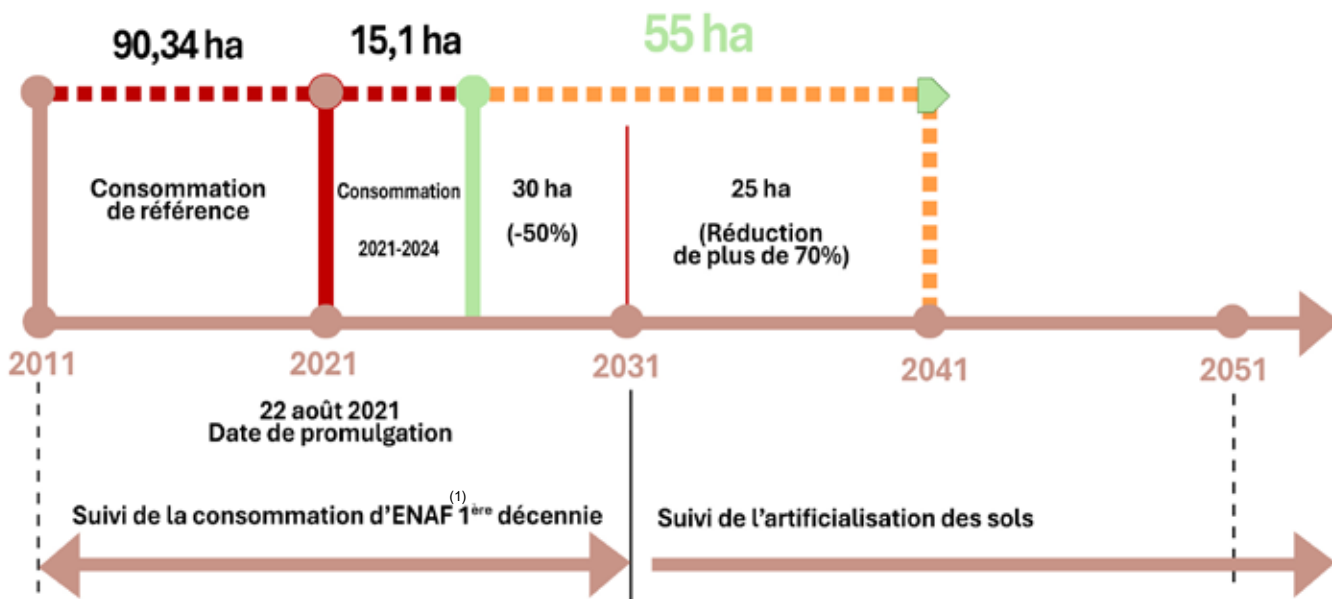 90,34 ha
15,1 ha
55 ha
Consommation
de référence
Consommation
2021-2024
30 ha
(-50%)
25 ha
(Réduction
de plus de 70%)
2011
2021
2031
2041
2051
22 août 2021
Date de promulgation
Suivi de la consommation d’ENAF (1) 1ère décennie
Suivi de l’artificialisation des sols